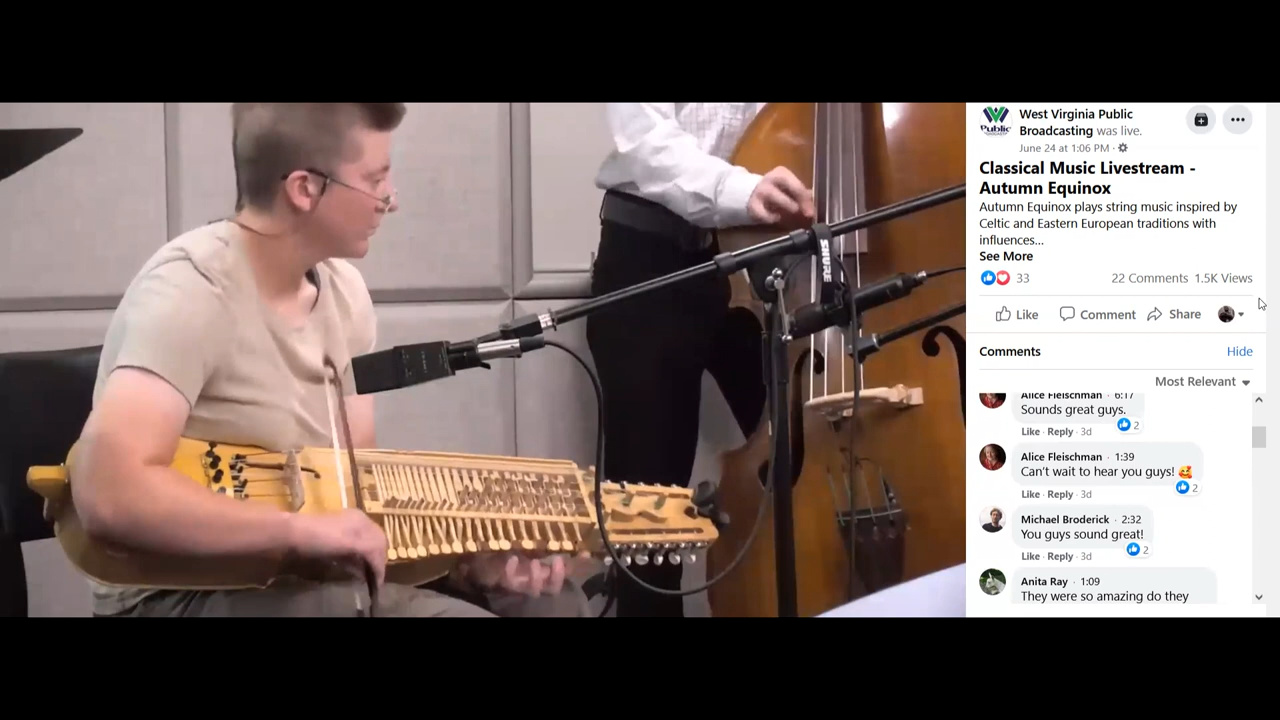 West Virginia Public
Broadcasting was live.
June 24 at 1:06 PM ·
Public
Classical Music Livestream -
Autumn Equinox
Autumn Equinox plays string music inspired by
Celtic and Eastern European traditions with
influences...
See More
33 22 Comments 1.5K Views
Like Comment Share
Comments Hide
Most Relevant
Alice Fleischman · 6:17
Sounds great guys.
2
Like · Reply · 3d
Alice Fleischman · 1:39
Can't wait to hear you guys! 🥰
2
Like · Reply · 3d
Michael Broderick · 2:32
You guys sound great!
2
Like · Reply · 3d
Anita Ray · 1:09
They were so amazing do they
SHURE